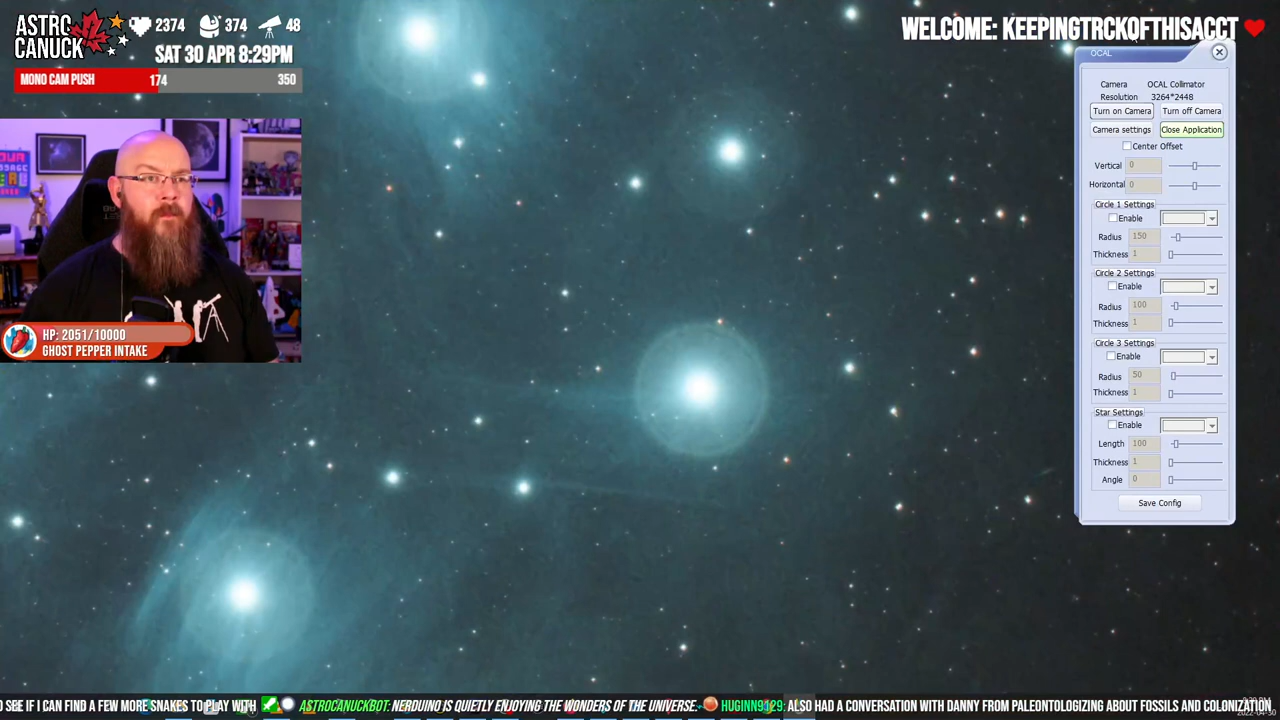 ASTRO
CANUCK
2374
374
48
SAT 30 APR 8:29PM
MONO CAM PUSH
174
350
HP: 2051/10000
GHOST PEPPER INTAKE
WELCOME: KEEPINGTRCKOFTHISACCT
OCAL
Camera OCAL Collimator
Resolution 3264*2448
Turn on Camera Turn off Camera
Camera settings Close Application
Center Offset
Vertical 0
Horizontal 0
Circle 1 Settings
Enable
Radius 150
Thickness 1
Circle 2 Settings
Enable
Radius 100
Thickness 1
Circle 3 Settings
Enable
Radius 50
Thickness 1
Star Settings
Enable
Length 100
Thickness 1
Angle 0
Save Config
SEE IF I CAN FIND A FEW MORE SNAKES TO PLAY WITH ASTROCANUCKBOT: NERDUINO IS QUIETLY ENJOYING THE WONDERS OF THE UNIVERSE. HUGINN9129: ALSO HAD A CONVERSATION WITH DANNY FROM PALEONTOLOGIZING ABOUT FOSSILS AND COLONIZATION,